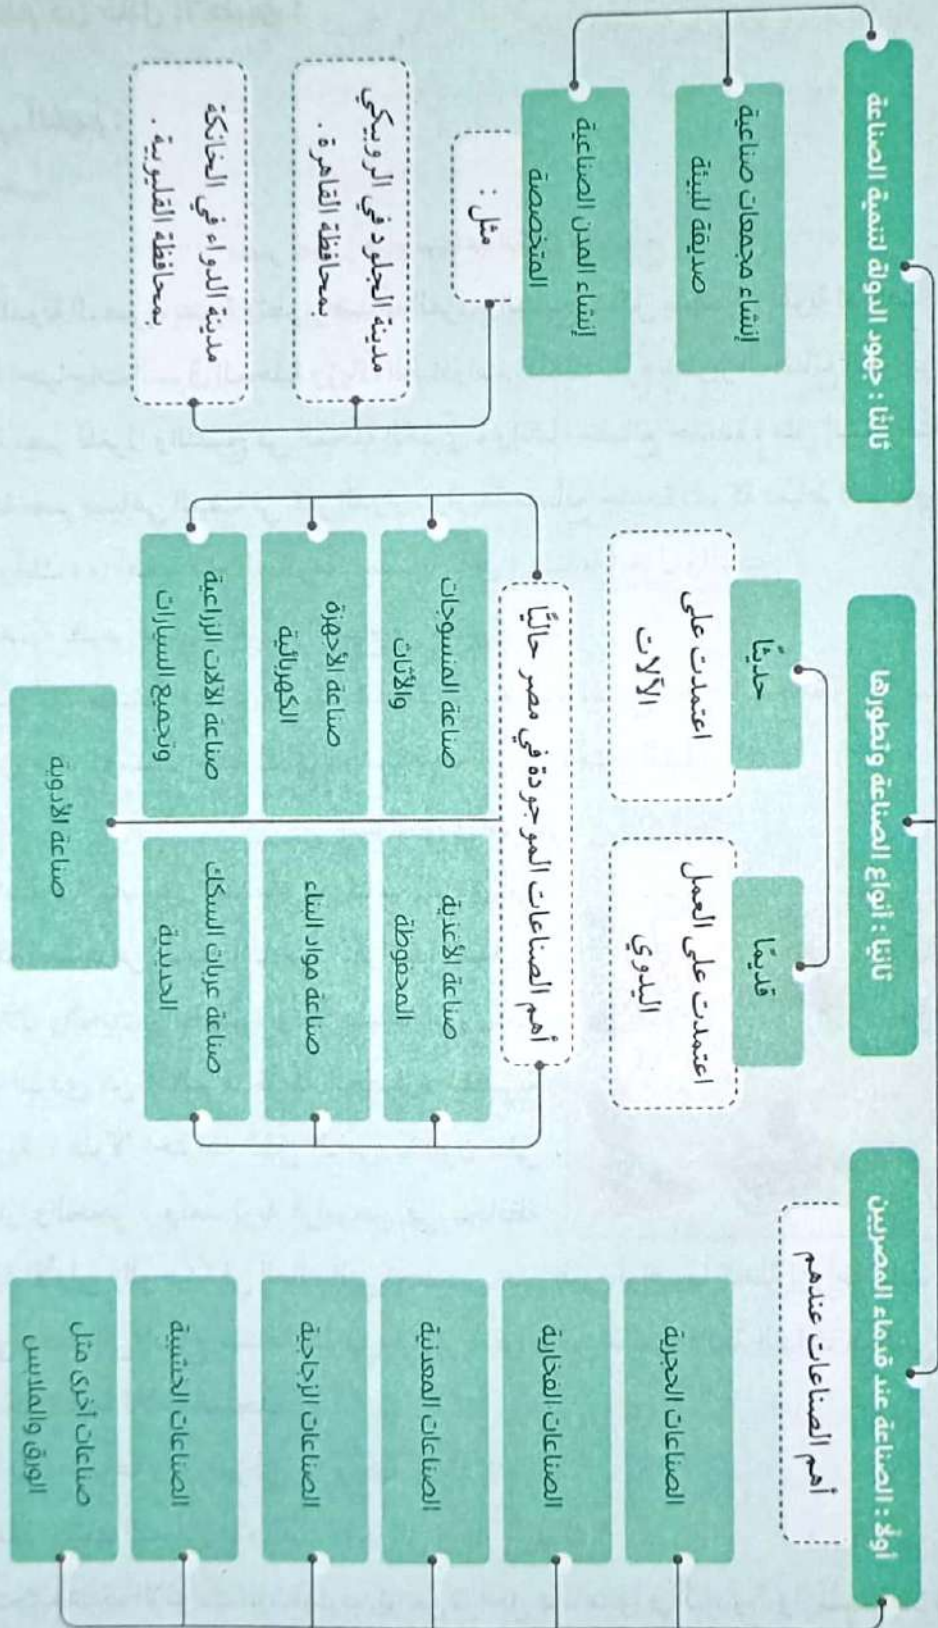 أولًا : الصناعة عند قدماء المصريين
أهم الصناعات عندهم
الصناعات الحجرية
الصناعات الفخارية
الصناعات المعدنية
الصناعات الزجاجية
الصناعات الخشبية
صناعات أخرى مثل
الورق والملابس
ثانيًا : أنواع الصناعة وتطورها
قديمًا
اعتمدت على العمل
اليدوي
حديثًا
اعتمدت على
الآلات
أهم الصناعات الموجودة في مصر حاليًا
صناعة الأغذية
المحفوظة
صناعة مواد البناء
صناعة عربات السكك
الحديدية
صناعة المنسوجات
والأثاث
صناعة الأجهزة
الكهربائية
صناعة الآلات الزراعية
وتجميع السيارات
صناعة الأدوية
ثالثًا : جهود الدولة لتنمية الصناعة
إنشاء مجمعات صناعية
صديقة للبيئة
إنشاء المدن الصناعية
المتخصصة
مثل :
مدينة الجلود في الروبيكي
بمحافظة القاهرة .
مدينة الدواء في الخانكة
بمحافظة القليوبية .